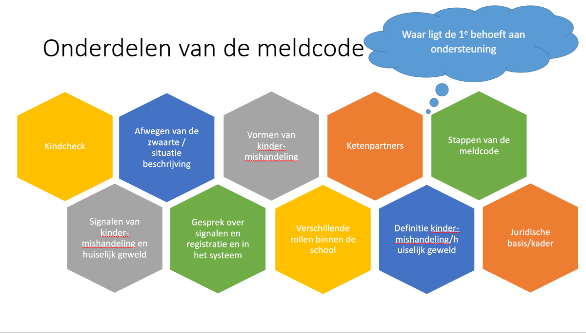 Onderdelen van de meldcode
Waar ligt de 1e behoeft aan
ondersteuning
Kindcheck
Afwegen van de
zwaarte /
situatie
beschrijving
Vormen van
kinder-
mishandeling
Ketenpartners
Stappen van de
meldcode
Signalen van
kinder-
mishandeling en
huiselijk geweld
Gesprek over
signalen en
registratie en in
het systeem
Verschillende
rollen binnen de
school
Definitie kinder-
mishandeling/h
uiselijk geweld
Juridische
basis/kader